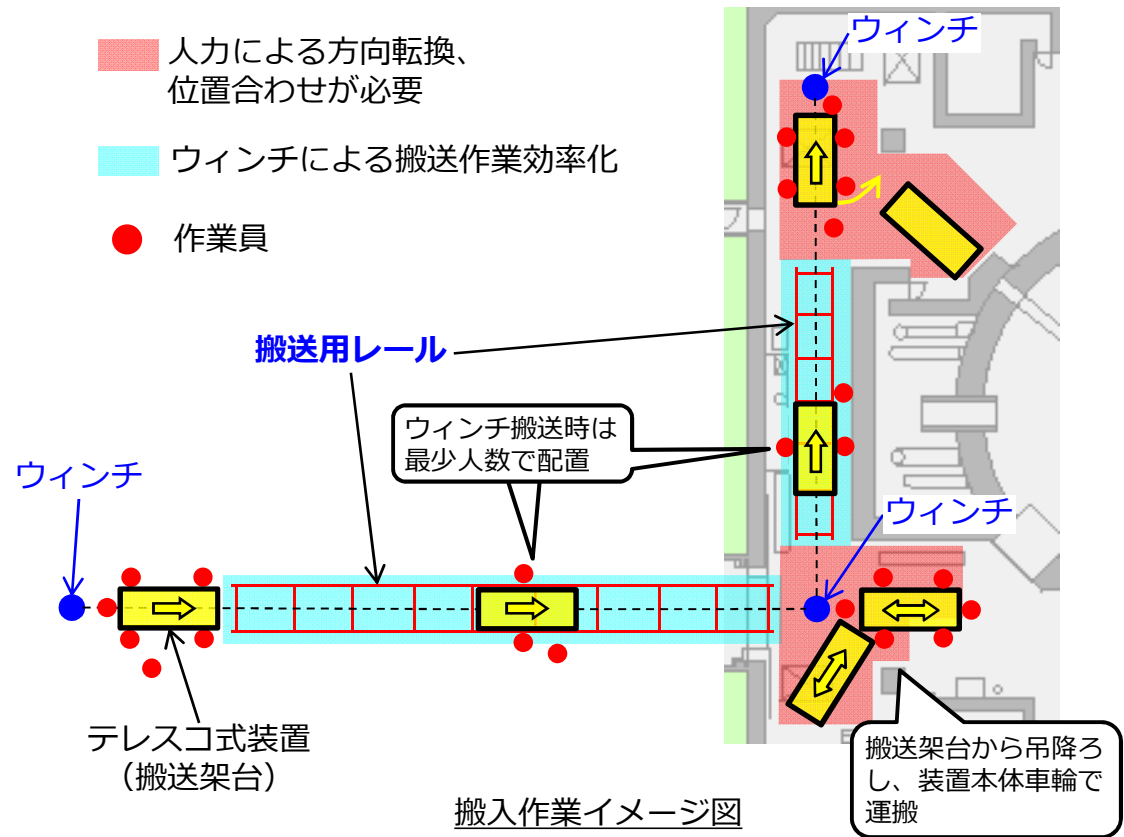 人力による方向転換、
位置合わせが必要
ウィンチによる搬送作業効率化
作業員
ウィンチ
搬送用レール
ウィンチ搬送時は
最少人数で配置
ウィンチ
ウィンチ
テレスコ式装置
（搬送架台）
搬送架台から吊降ろ
し、装置本体車輪で
運搬
搬入作業イメージ図